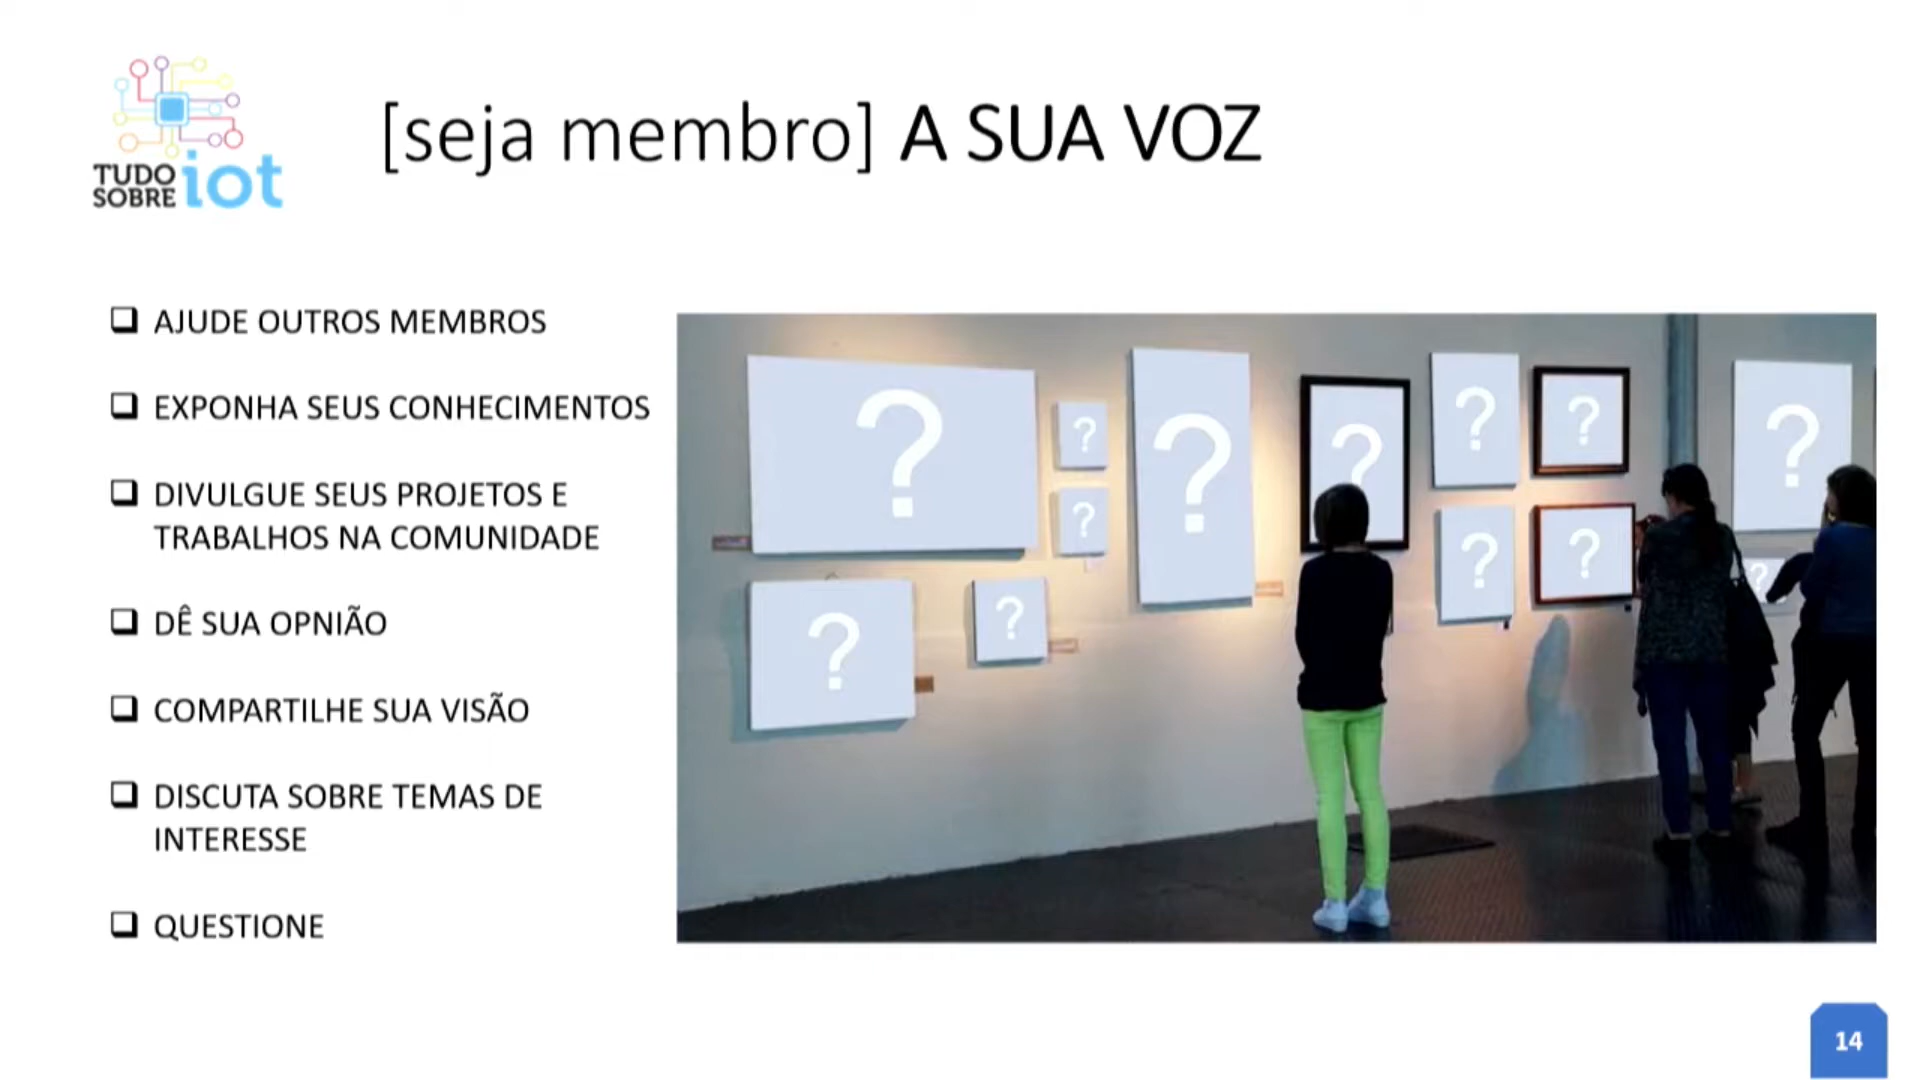 TUDO
SOBRE iot
[seja membro] A SUA VOZ
AJUDE OUTROS MEMBROS
EXPONHA SEUS CONHECIMENTOS
DIVULGUE SEUS PROJETOS E
TRABALHOS NA COMUNIDADE
DÊ SUA OPNIÃO
COMPARTILHE SUA VISÃO
DISCUTA SOBRE TEMAS DE
INTERESSE
QUESTIONE
? ? ? ? ? ? ?
? ? ?
? ? ?
14